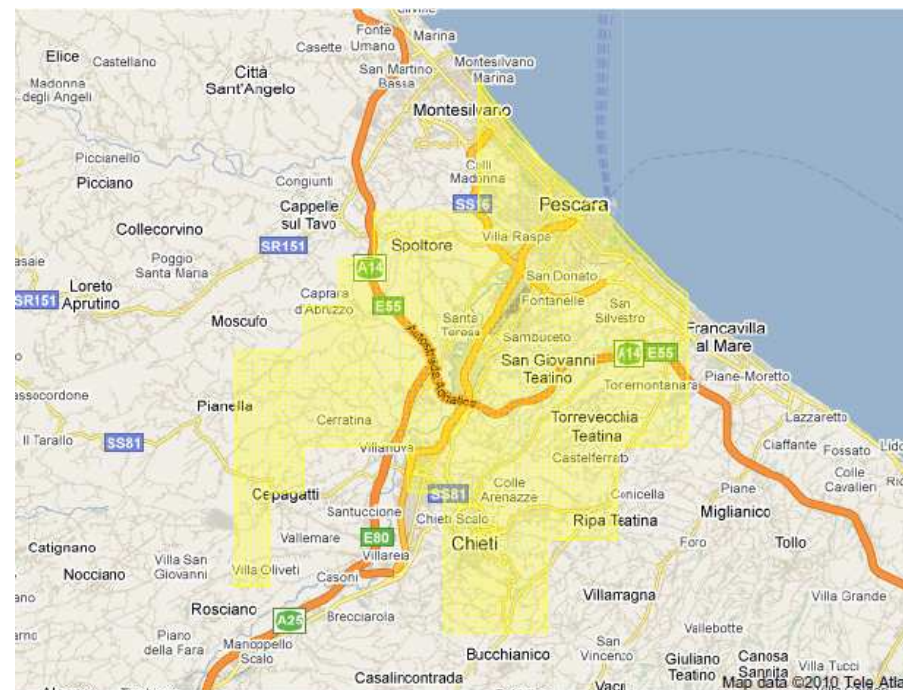 Fonte
Umano
Marina
Elice
Castellano
Casette
San Martino
Bassa
Montesilvano
Marina
Città
Sant'Angelo
Madonna
degli Angeli
Montesilvano
Piccianello
Picciano
Congiunti
Colli
Madonna
Cappelle
sul Tavo
SS16
Pescara
Collecorvino
SR151
Spoltore
Villa Raspa
Poggio
Santa Maria
A14
San Donato
Loreto
Aprutino
SR151
Caprara
d'Abruzzo
E55
Fontanelle
San
Silvestro
Moscufo
Santa
Teresa
Sambuceto
Francavilla
al Mare
Autostrada Adriatica
San Giovanni
Teatino
A14
E55
Piane-Moretto
Toremontanara
Pianella
Cerratina
Torrevecchia
Teatina
Lazzaretto
Il Tarallo
SS81
Villanova
Castelferrato
Ciaffante
Fossato
Cepagatti
SS81
Colle
Arenazze
Conicella
Piane
Colle
Cavalieri
Santuccione
Chieti Scalo
Ripa Teatina
Miglianico
Catignano
Vallemare
E80
Chieti
Foro
Tollo
Nocciano
Villa San
Giovanni
Villa Oliveti
Casoni
Villareia
Villamagna
Villa Grande
Rosciano
A25
Brecciarola
Vallebotte
Piano
della Fara
Manoppello
Scalo
Bucchianico
San
Vincenzo
Giuliano
Teatino
Canosa
Sannita
Villa Tucci
Casalincontrada
Map data ©2010 Tele Atla